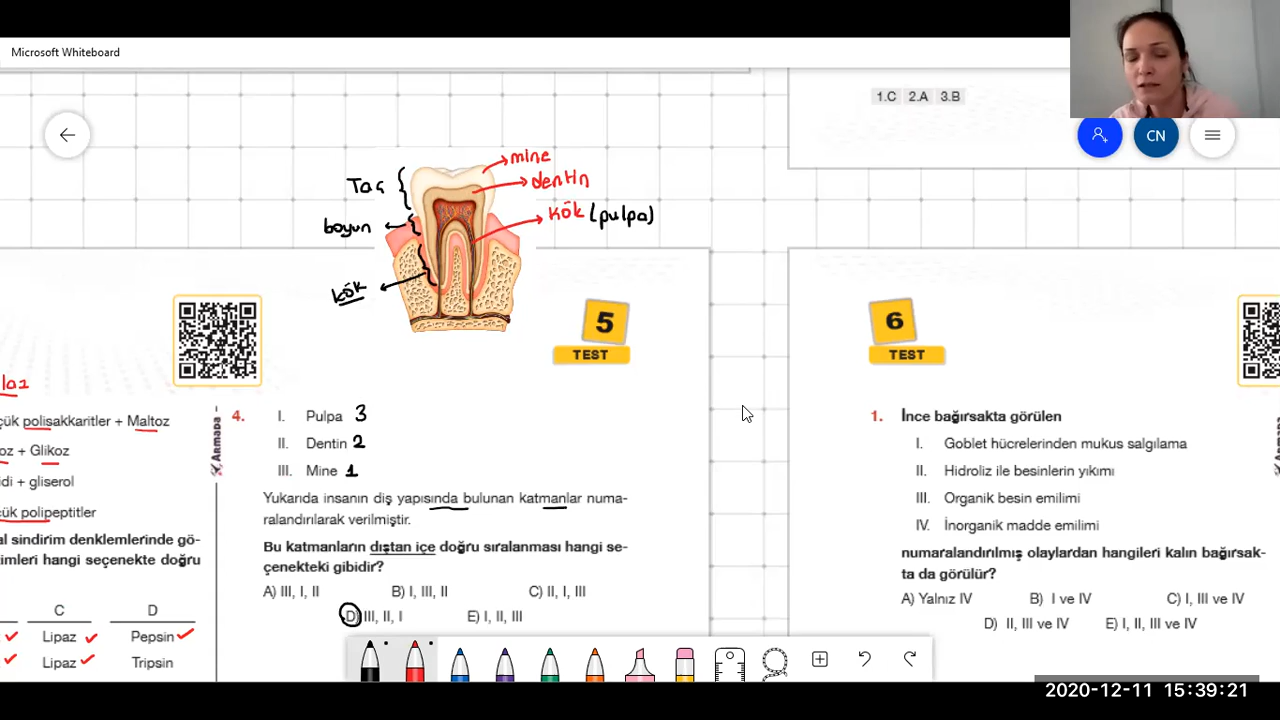 Microsoft Whiteboard
1.C 2.A 3.B
CN
mine
Taç
dentin
kök (pulpa)
boyun
kök
5
TEST
çük polisakkaritler + Maltoz
oz + Glikoz
idi + gliserol
çük polipeptitler
al sindirim denklemlerinde gö-
timleri hangi seçenekte doğru
C D
Lipaz Pepsin
Lipaz Tripsin
Armada
4. I. Pulpa 3
II. Dentin 2
III. Mine 1
Yukarıda insanın diş yapısında bulunan katmanlar numa-
ralandırılarak verilmiştir.
Bu katmanların dıştan içe doğru sıralanması hangi se-
çenekteki gibidir?
A) III, I, II B) I, III, II C) II, I, III
D) III, II, I E) I, II, III
6
TEST
1. İnce bağırsakta görülen
I. Goblet hücrelerinden mukus salgılama
II. Hidroliz ile besinlerin yıkımı
III. Organik besin emilimi
IV. İnorganik madde emilimi
numaralandırılmış olaylardan hangileri kalın bağırsak-
ta da görülür?
A) Yalnız IV B) I ve IV C) I, III ve IV
D) II, III ve IV E) I, II, III ve IV
2020-12-11 15:39:21